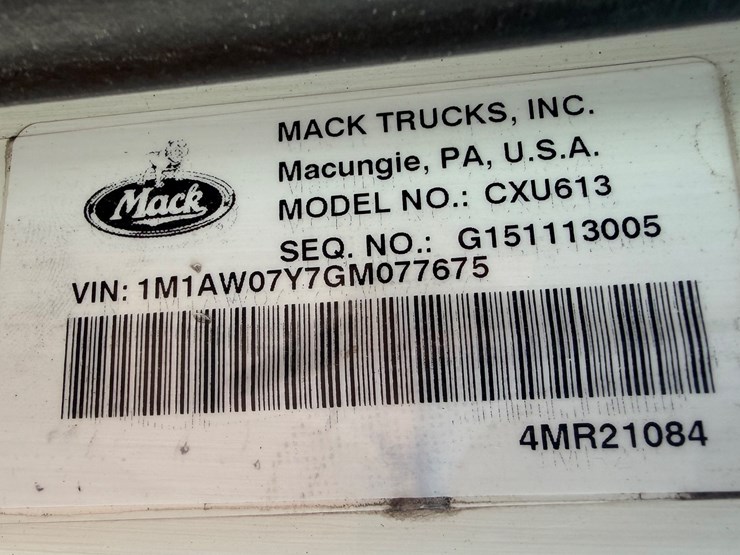 MACK TRUCKS, INC.
Macungie, PA, U.S.A.
Mack
MODEL NO.: CXU613
SEQ. NO.: G151113005
VIN: 1M1AW07Y7GM077675
4MR21084